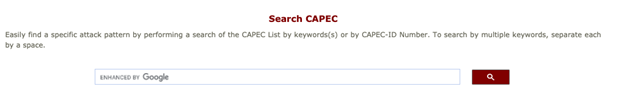 Search CAPEC
Easily find a specific attack pattern by performing a search of the CAPEC List by keywords(s) or by CAPEC-ID Number. To search by multiple keywords, separate each
by a space.
ENHANCED BY Google